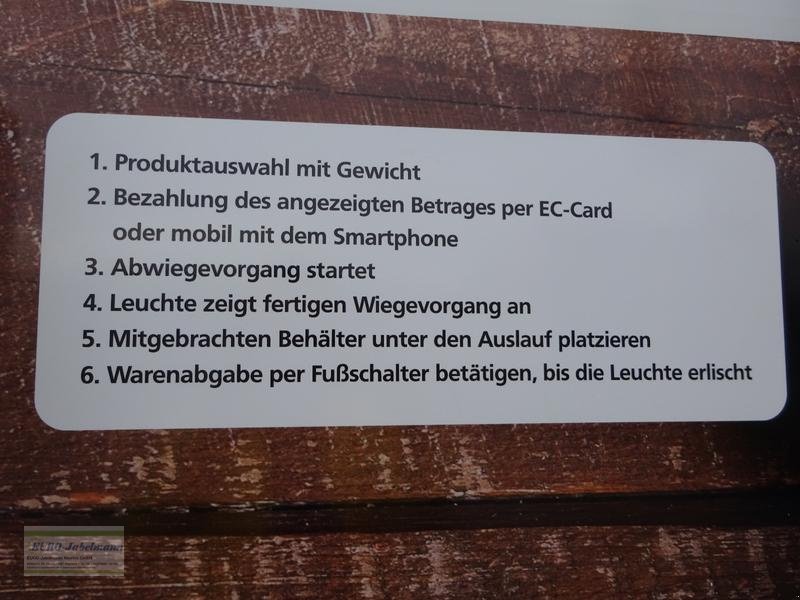 1. Produktauswahl mit Gewicht
2. Bezahlung des angezeigten Betrages per EC-Card
oder mobil mit dem Smartphone
3. Abwiegevorgang startet
4. Leuchte zeigt fertigen Wiegevorgang an
5. Mitgebrachten Behälter unter den Auslauf platzieren
6. Warenabgabe per Fußschalter betätigen, bis die Leuchte erlischt
EURO-Jabelmann